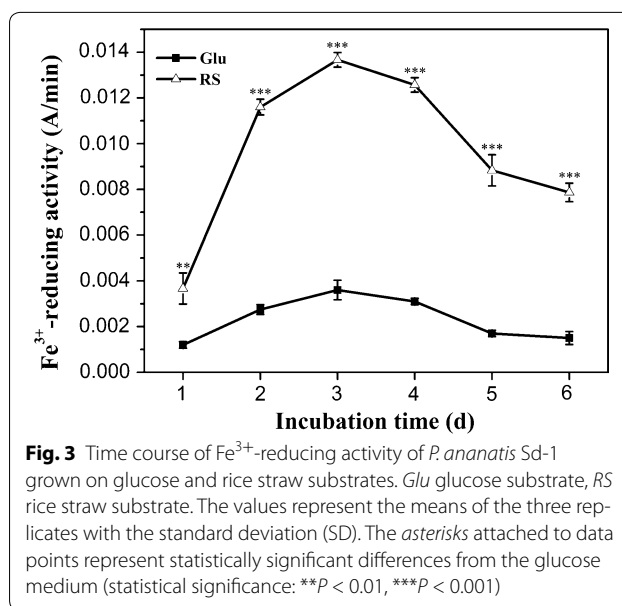 0.014
0.012
0.010
0.008
0.006
0.004
0.002
0.000
Fe³⁺-reducing activity (A/min)
Glu
RS
**
***
***
***
***
***
1 2 3 4 5 6
Incubation time (d)
Fig. 3 Time course of Fe³⁺-reducing activity of P. ananatis Sd-1
grown on glucose and rice straw substrates. Glu glucose substrate, RS
rice straw substrate. The values represent the means of the three rep-
licates with the standard deviation (SD). The asterisks attached to data
points represent statistically significant differences from the glucose
medium (statistical significance: **P < 0.01, ***P < 0.001)